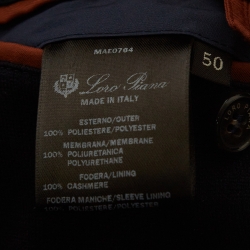 MAE0764
50
Loro Piana
MADE IN ITALY
ESTERNO/OUTER
100% POLIESTERE/POLYESTER
MEMBRANA/MEMBRANE
100% POLIURETANICA
POLYURETHANE
FODERA/LINING
100% CASHMERE
FODERA MANICHE/SLEEVE LINING